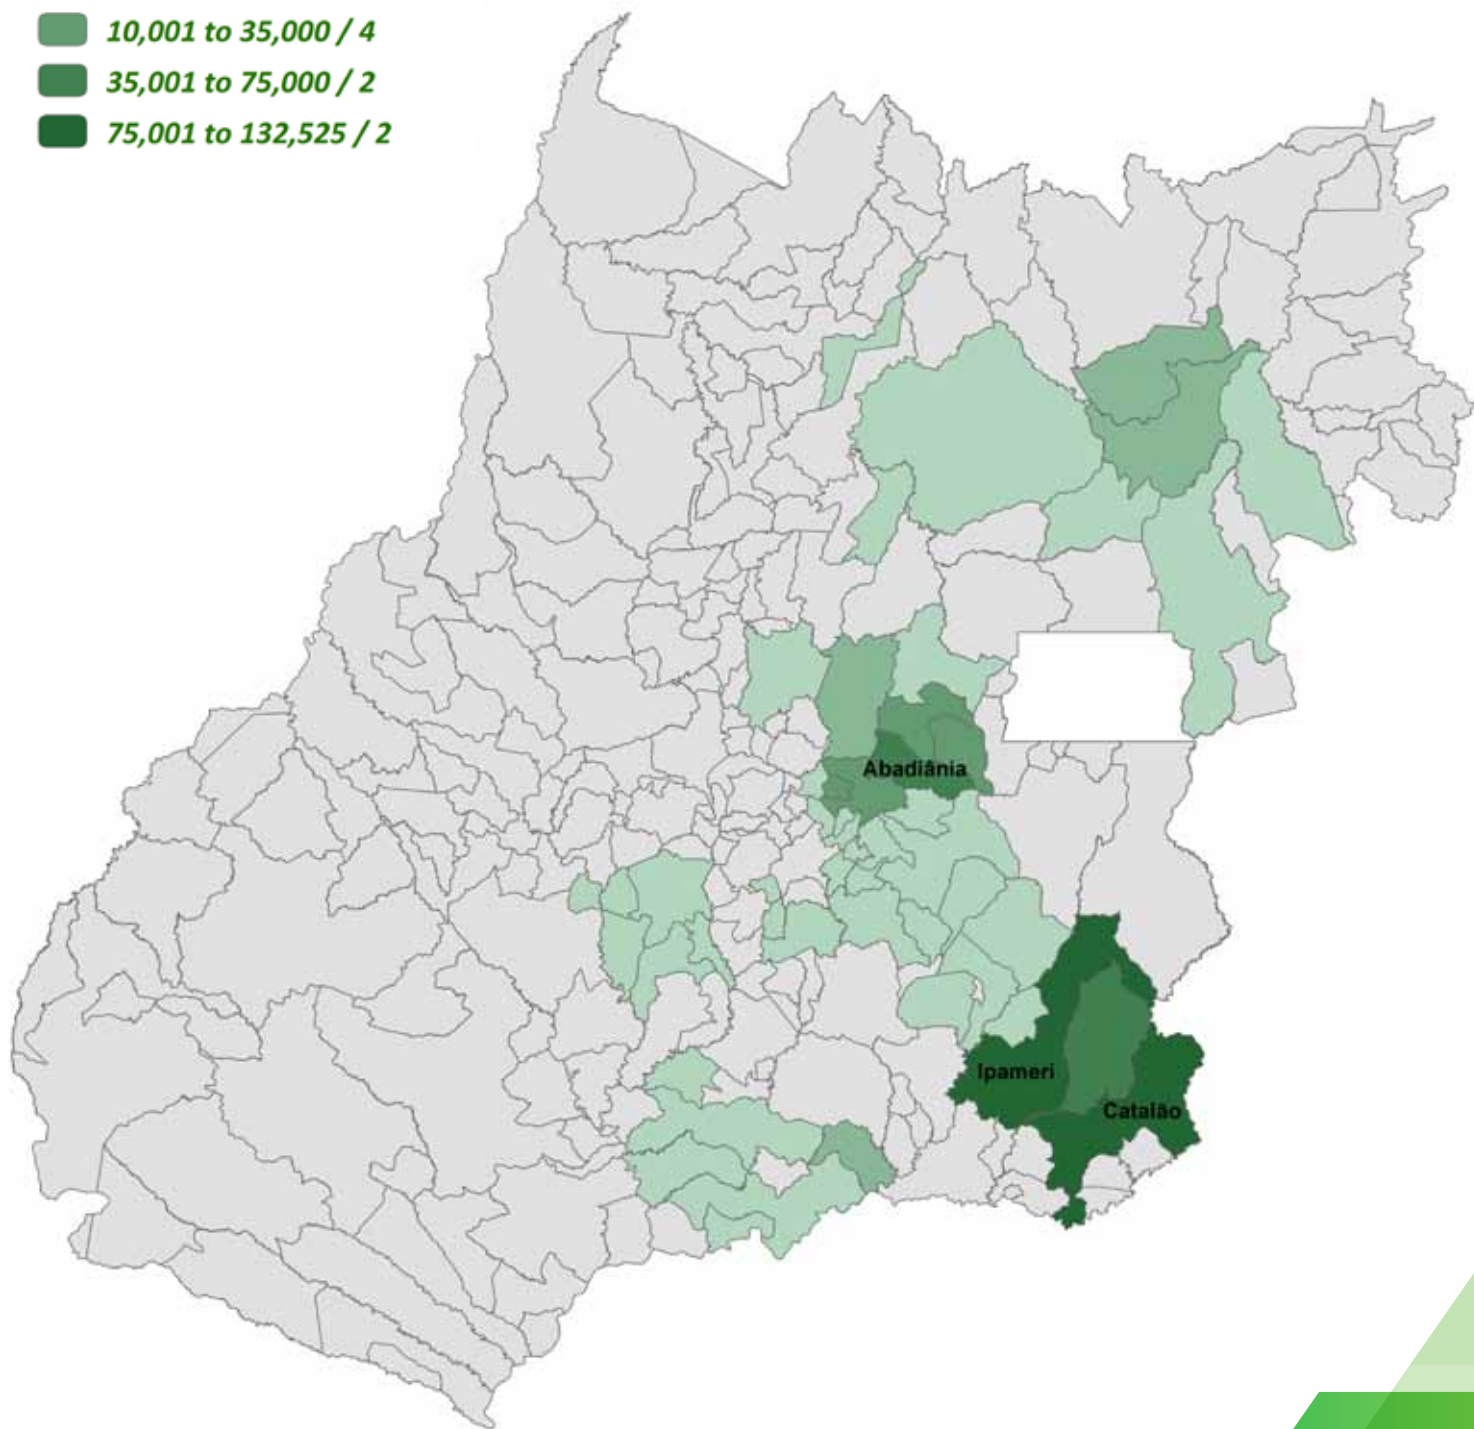 10,001 to 35,000 / 4
35,001 to 75,000 / 2
75,001 to 132,525 / 2
Abadiânia
Ipameri
Catalão